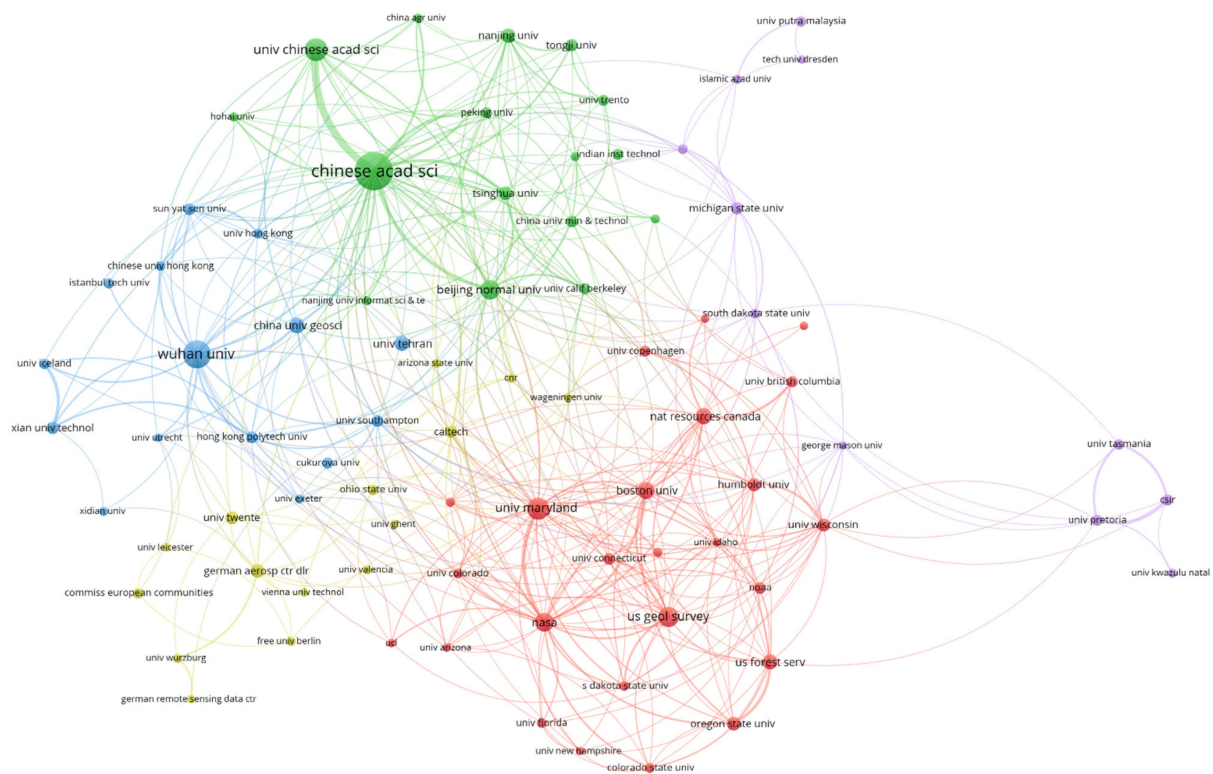 china agr univ
univ putra malaysia
nanjing univ
tongji univ
univ chinese acad sci
tech univ dresden
islamic azad univ
univ trento
hohai univ
peking univ
indian inst technol
chinese acad sci
tsinghua univ
sun yat sen univ
michigan state univ
china univ min & technol
univ hong kong
chinese univ hong kong
istanbul tech univ
beijing normal univ
univ calif berkeley
nanjing univ informat sci & te
south dakota state univ
china univ geosci
univ tehran
univ copenhagen
wuhan univ
univ iceland
arizona state univ
cnr
univ british columbia
wageningen univ
nat resources canada
univ southampton
xian univ technol
univ utrecht
hong kong polytech univ
caltech
george mason univ
univ tasmania
cukurova univ
humboldt univ
ohio state univ
boston univ
univ exeter
csir
xidian univ
univ maryland
univ twente
univ ghent
univ wisconsin
univ pretoria
univ leicester
univ idaho
univ connecticut
german aerosp ctr dlr
univ valencia
univ colorado
univ kwazulu natal
commiss european communities
vienna univ technol
noaa
us geol survey
nasa
free univ berlin
ucl
univ arizona
univ wurzburg
us forest serv
s dakota state univ
german remote sensing data ctr
univ florida
oregon state univ
univ new hampshire
colorado state univ